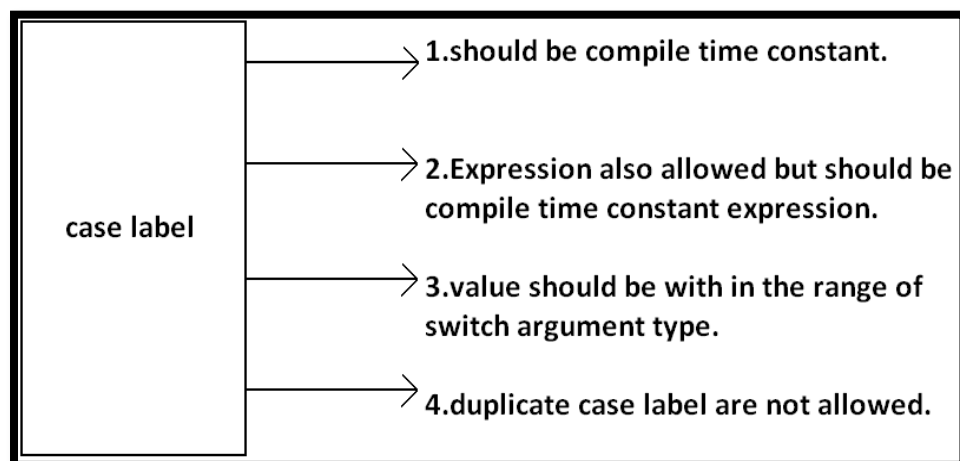 case label
1.should be compile time constant.
2.Expression also allowed but should be
compile time constant expression.
3.value should be with in the range of
switch argument type.
4.duplicate case label are not allowed.